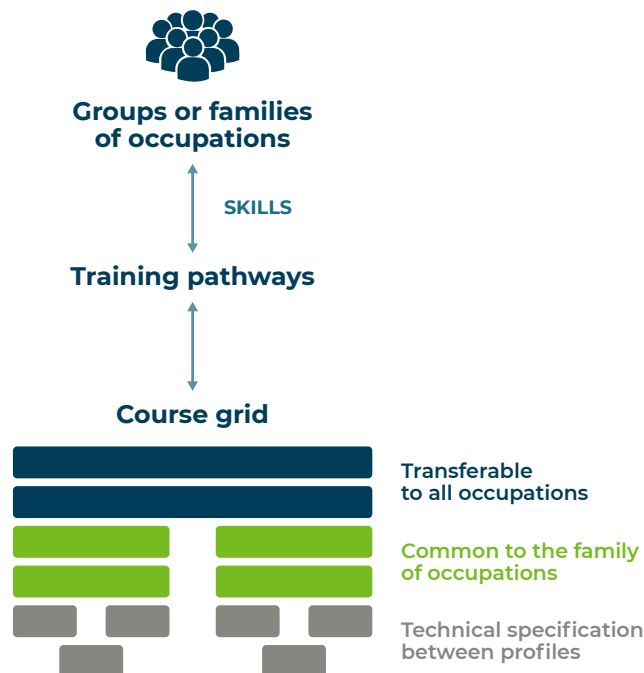 Groups or families
of occupations
SKILLS
Training pathways
Course grid
Transferable
to all occupations
Common to the family
of occupations
Technical specification
between profiles